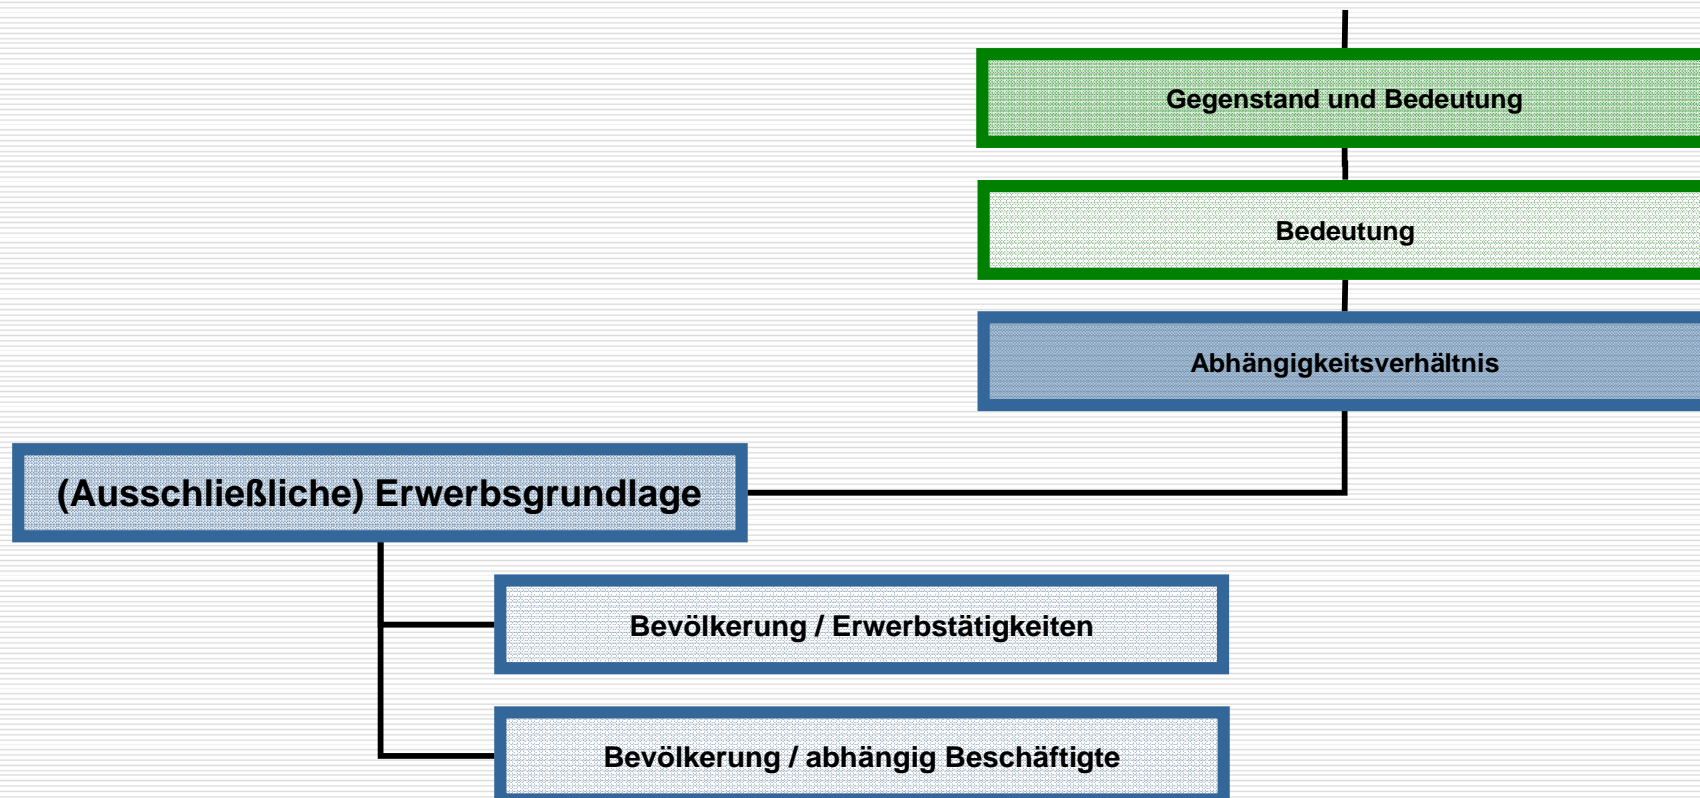 Gegenstand und Bedeutung
Bedeutung
Abhängigkeitsverhältnis
(Ausschließliche) Erwerbsgrundlage
Bevölkerung / Erwerbstätigkeiten
Bevölkerung / abhängig Beschäftigte